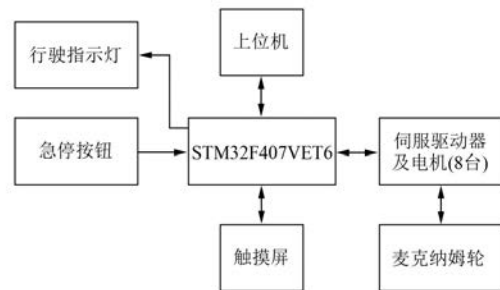 上位机
行驶指示灯
急停按钮
STM32F407VET6
伺服驱动器
及电机(8台)
触摸屏
麦克纳姆轮